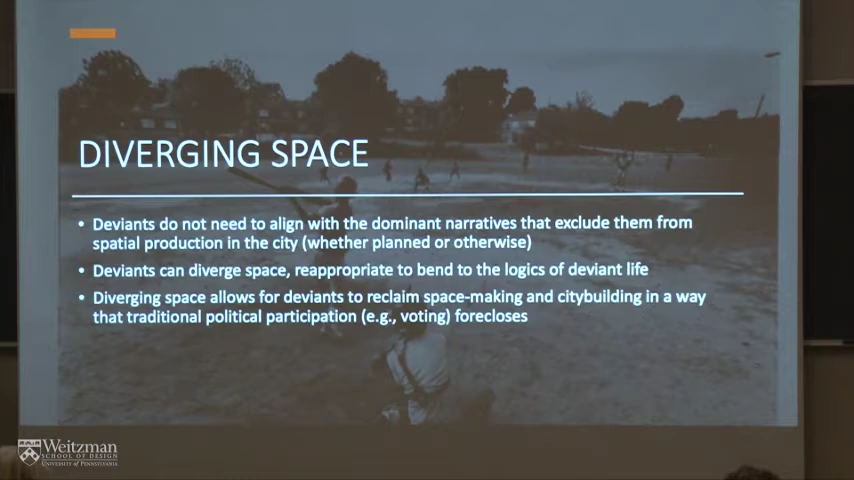 DIVERGING SPACE
• Deviants do not need to align with the dominant narratives that exclude them from
spatial production in the city (whether planned or otherwise)
• Deviants can diverge space, reappropriate to bend to the logics of deviant life
• Diverging space allows for deviants to reclaim space-making and citybuilding in a way
that traditional political participation (e.g., voting) forecloses
Weitzman
SCHOOL OF DESIGN
UNIVERSITY OF PENNSYLVANIA